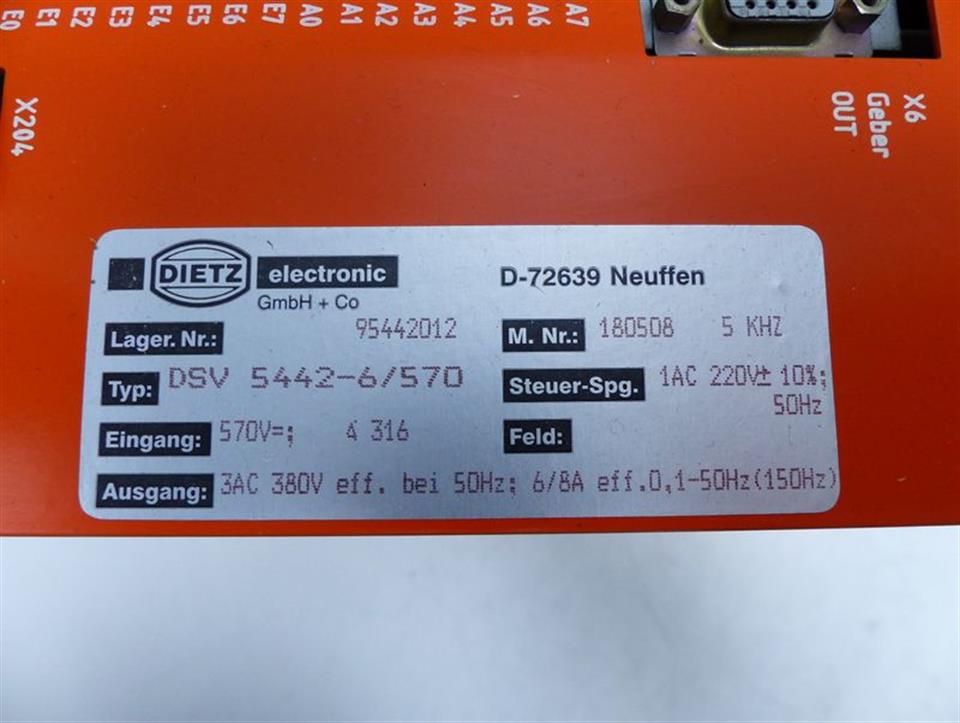 E0
E1
E2
E3
E4
E5
E6
E7
A0
A1
A2
A3
A4
A5
A6
A7
X204
X6
Geber
OUT
DIETZ electronic
GmbH + Co
D-72639 Neuffen
Lager. Nr.: 95442012
M. Nr.: 180508 5 KHZ
Typ: DSV 5442-6/570
Steuer-Spg. 1AC 220V± 10%;
50Hz
Eingang: 570V=; 4 316
Feld:
Ausgang: 3AC 380V eff. bei 50Hz; 6/8A eff.0,1-50Hz(150Hz)